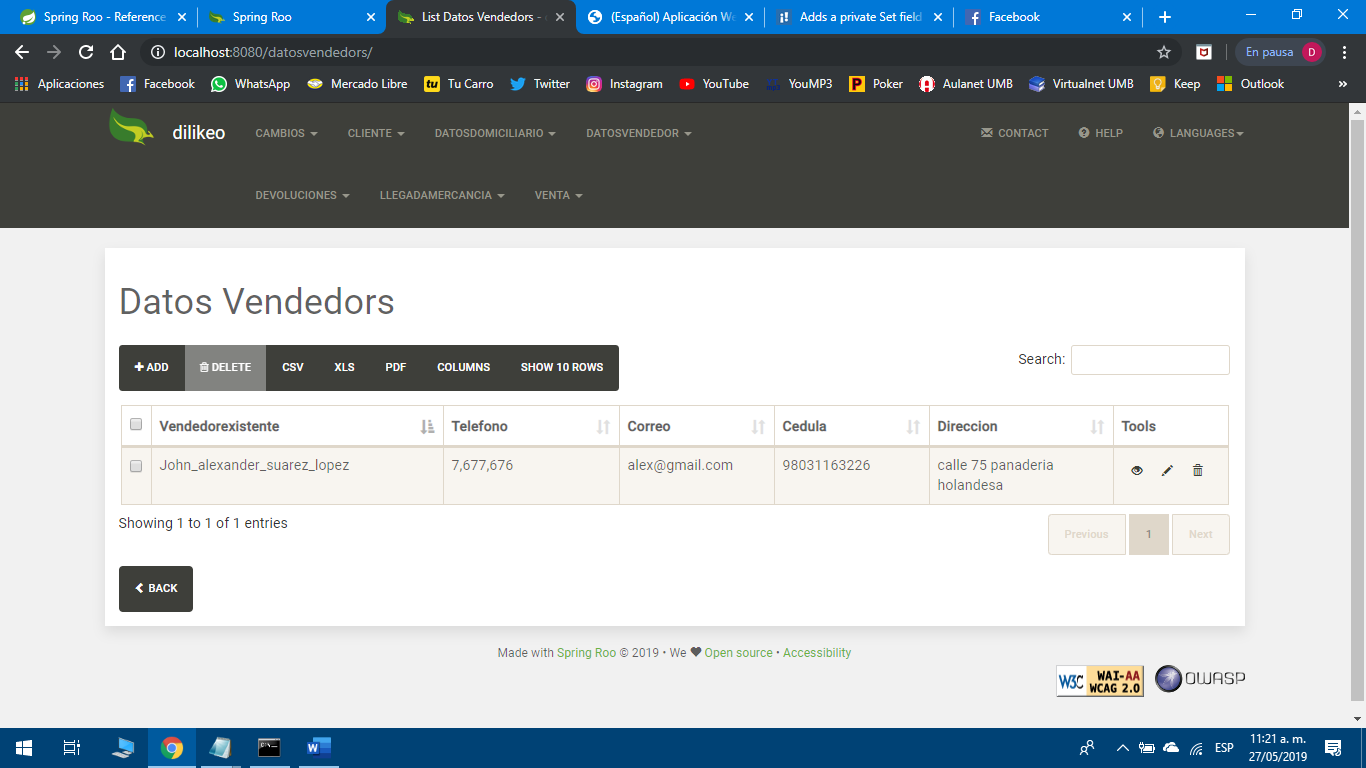 Spring Roo - Reference Spring Roo List Datos Vendedors - (Español) Aplicación We Adds a private Set field Facebook
localhost:8080/datosvendedors/ En pausa D
Aplicaciones Facebook WhatsApp Mercado Libre tu Tu Carro Twitter Instagram YouTube YouMP3 P Poker Aulanet UMB Virtualnet UMB Keep Outlook »
dilikeo CAMBIOS CLIENTE DATOSDOMICILIARIO DATOSVENDEDOR CONTACT HELP LANGUAGES
DEVOLUCIONES LLEGADAMERCANCIA VENTA
Datos Vendedors
ADD DELETE CSV XLS PDF COLUMNS SHOW 10 ROWS Search:
Vendedorexistente Telefono Correo Cedula Direccion Tools
John_alexander_suarez_lopez 7,677,676 alex@gmail.com 98031163226 calle 75 panaderia
holandesa
Showing 1 to 1 of 1 entries Previous 1 Next
BACK
Made with Spring Roo © 2019 • We ♥ Open source • Accessibility
W3C WAI-AA WCAG 2.0 OWASP
ESP 11:21 a. m.
27/05/2019